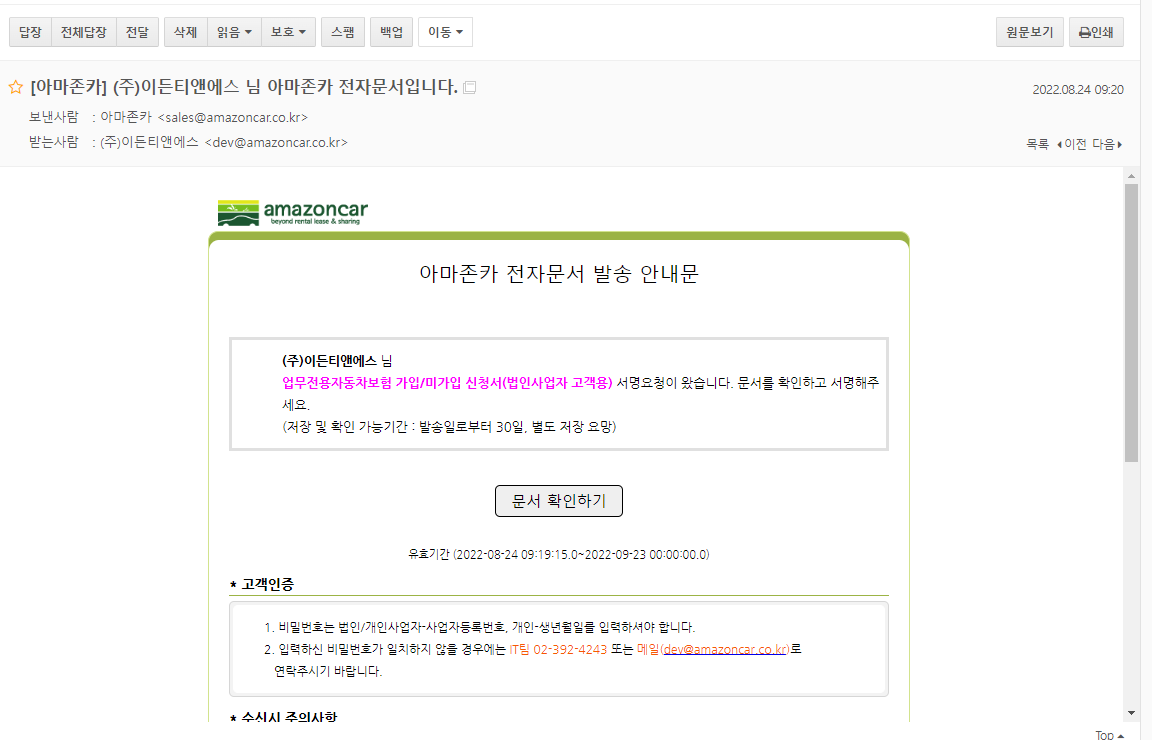 답장 전체답장 전달 삭제 읽음 보호 스팸 백업 이동 원문보기 인쇄
[아마존카] (주)이든티앤에스 님 아마존카 전자문서입니다.
2022.08.24 09:20
보낸사람 : 아마존카 <sales@amazoncar.co.kr>
받는사람 : (주)이든티앤에스 <dev@amazoncar.co.kr>
목록 이전 다음
amazoncar
beyond rental lease & sharing
아마존카 전자문서 발송 안내문
(주)이든티앤에스 님
업무전용자동차보험 가입/미가입 신청서(법인사업자 고객용) 서명요청이 왔습니다. 문서를 확인하고 서명해주
세요.
(저장 및 확인 가능기간 : 발송일로부터 30일, 별도 저장 요망)
문서 확인하기
유효기간 (2022-08-24 09:19:15.0~2022-09-23 00:00:00.0)
* 고객인증
1. 비밀번호는 법인/개인사업자-사업자등록번호, 개인-생년월일를 입력하셔야 합니다.
2. 입력하신 비밀번호가 일치하지 않을 경우에는 IT팀 02-392-4243 또는 메일(dev@amazoncar.co.kr)로
연락주시기 바랍니다.
* 수신시 주의사항
Top